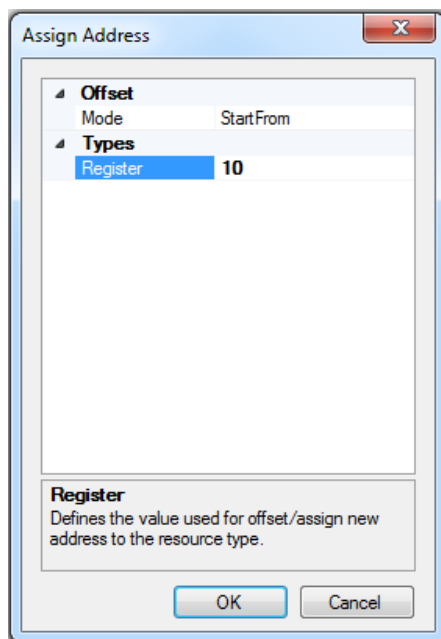 Assign Address
Offset
Mode StartFrom
Types
Register 10
Register
Defines the value used for offset/assign new
address to the resource type.
OK Cancel